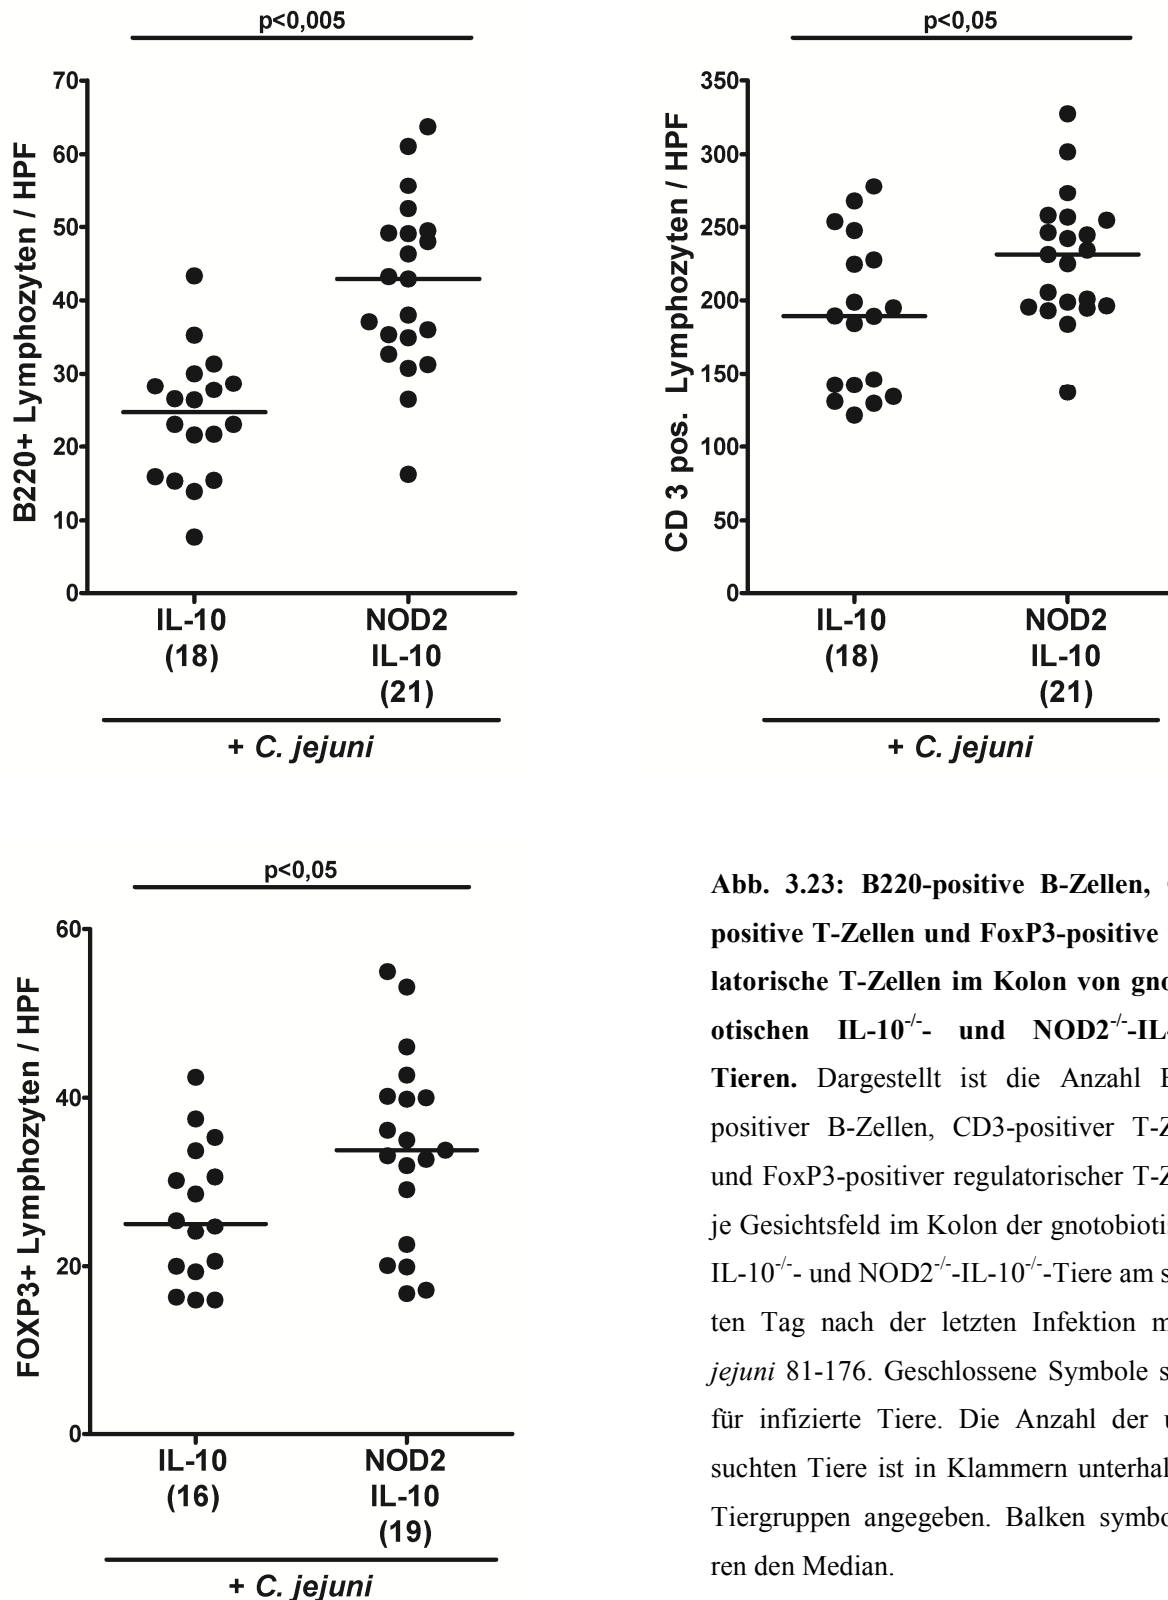 p<0,005
70
60
50
40
30
20
10
0
B220+ Lymphozyten / HPF
IL-10
(18)
NOD2
IL-10
(21)
+ C. jejuni
p<0,05
350
300
250
200
150
100
50
0
CD 3 pos. Lymphozyten / HPF
IL-10
(18)
NOD2
IL-10
(21)
+ C. jejuni
p<0,05
60
40
20
0
FOXP3+ Lymphozyten / HPF
IL-10
(16)
NOD2
IL-10
(19)
+ C. jejuni
Abb. 3.23: B220-positive B-Zellen,
positive T-Zellen und FoxP3-positive
latorische T-Zellen im Kolon von
otischen IL-10-/-- und NOD2-/--
Tieren. Dargestellt ist die Anzahl
positiver B-Zellen, CD3-positiver
und FoxP3-positiver regulatorischer
je Gesichtsfeld im Kolon der
IL-10-/-- und NOD2-/--IL-10-/--Tiere am
ten Tag nach der letzten Infektion
jejuni 81-176. Geschlossene Symbole
für infizierte Tiere. Die Anzahl der
suchten Tiere ist in Klammern
Tiergruppen angegeben. Balken
ren den Median.